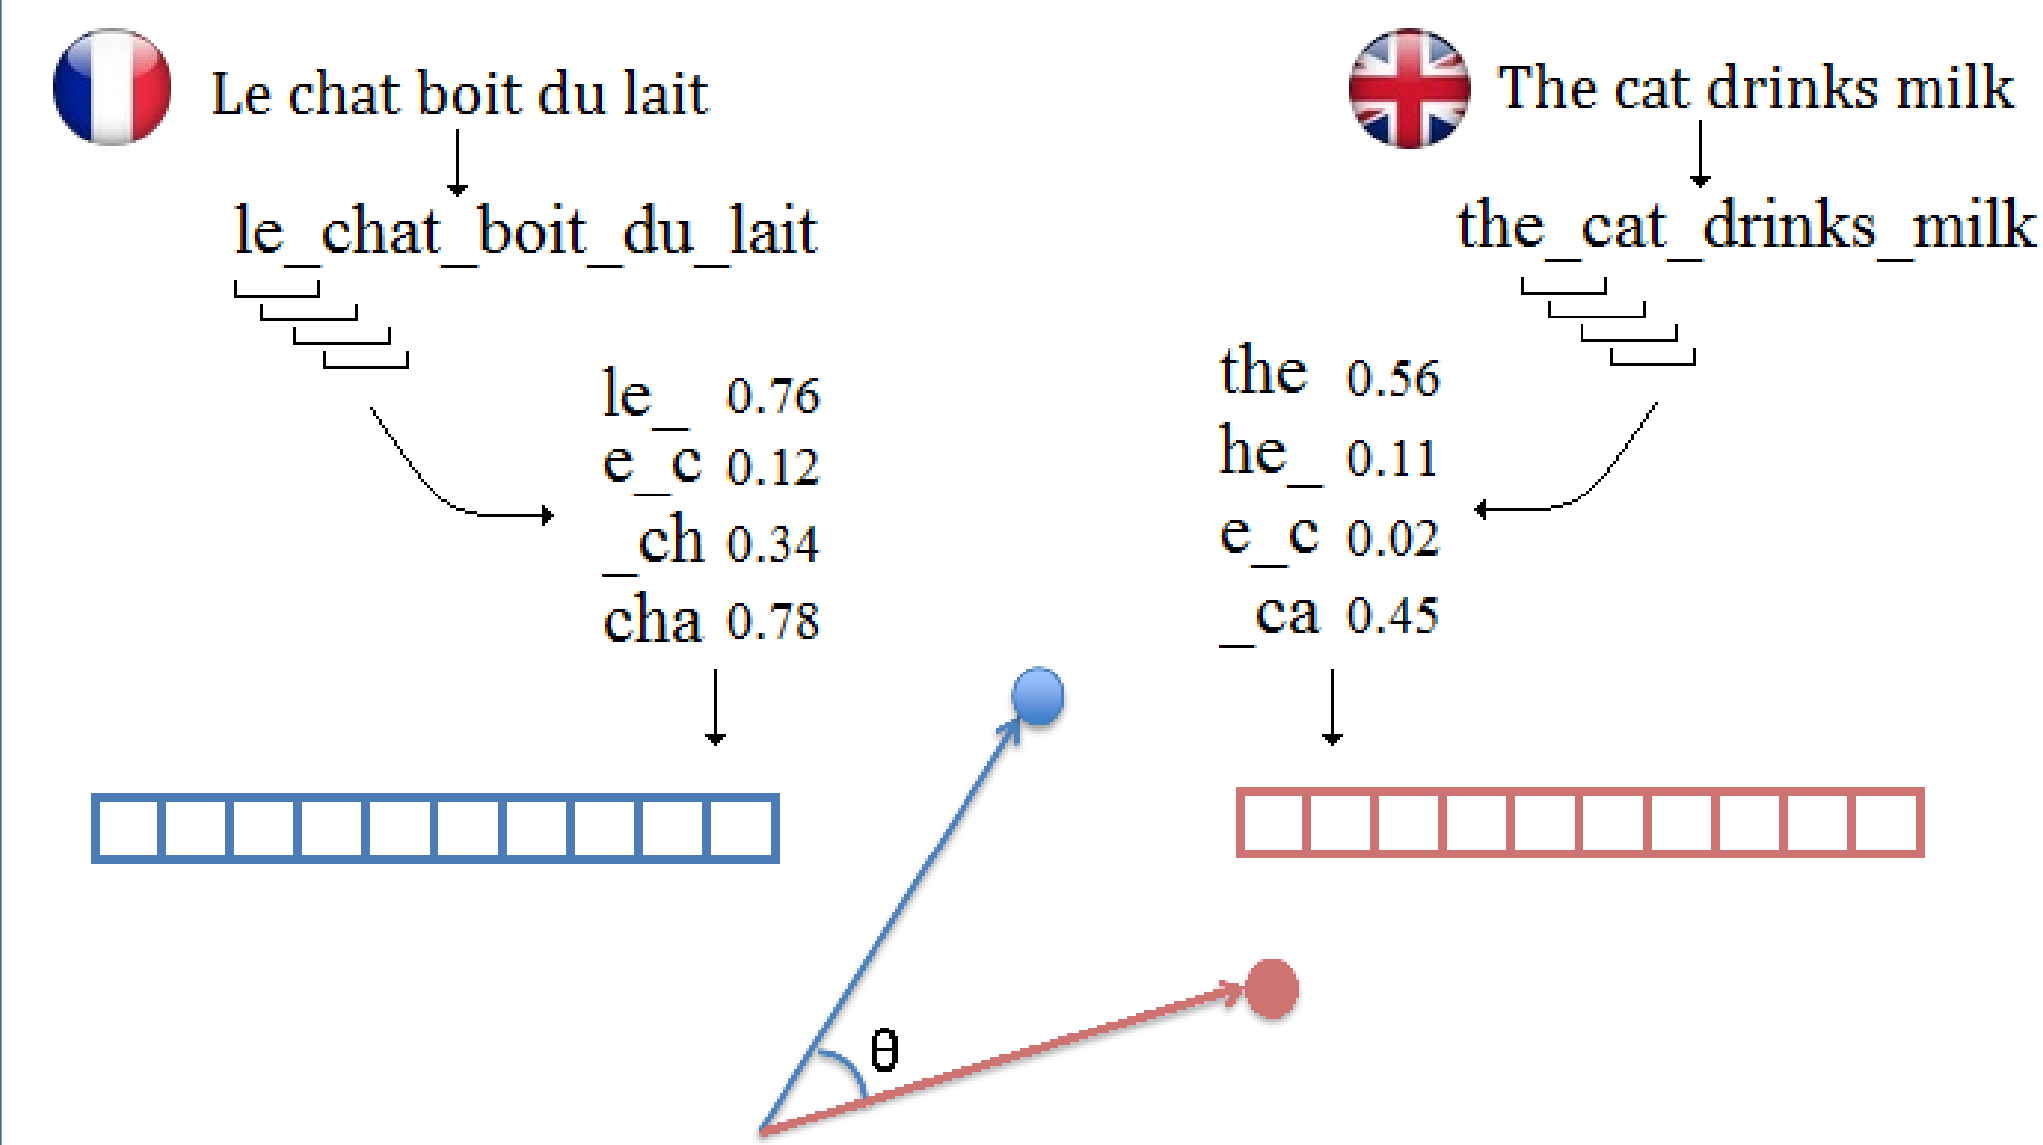 Le chat boit du lait
le_chat_boit_du_lait
le_ 0.76
e_c 0.12
_ch 0.34
cha 0.78
The cat drinks milk
the_cat_drinks_milk
the 0.56
he_ 0.11
e_c 0.02
_ca 0.45
θ